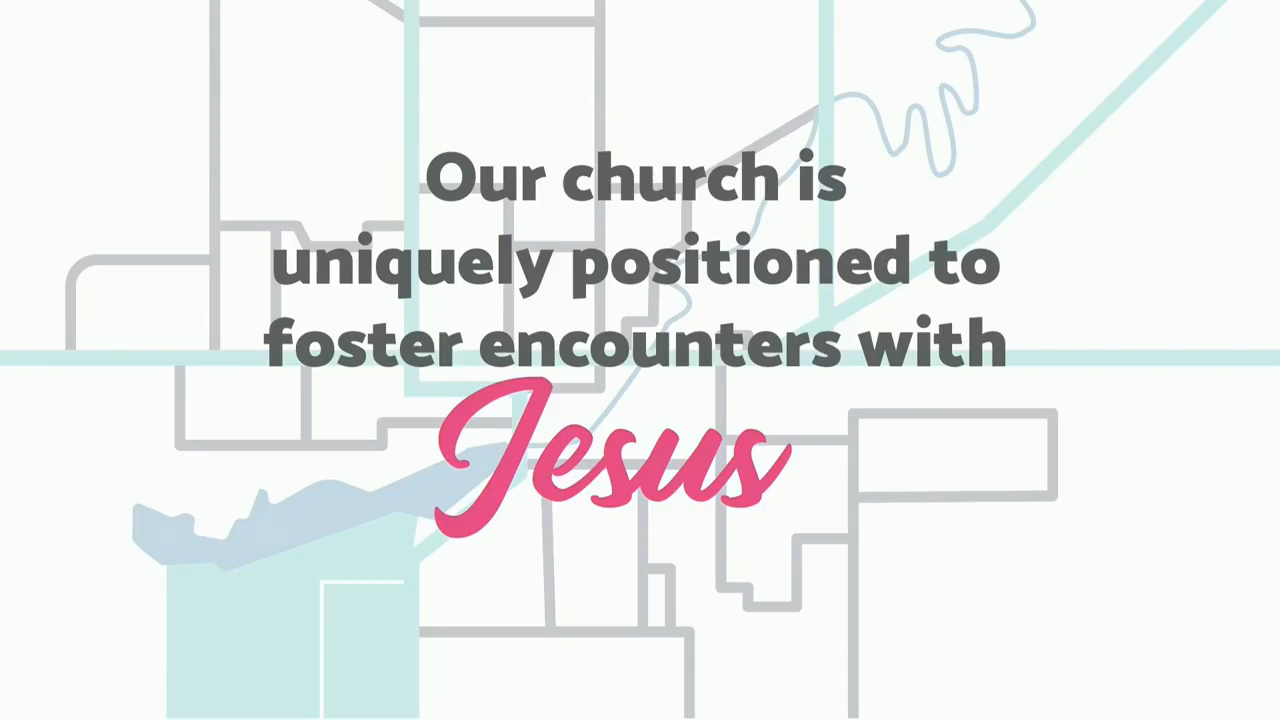 Our church is
uniquely positioned to
foster encounters with
Jesus